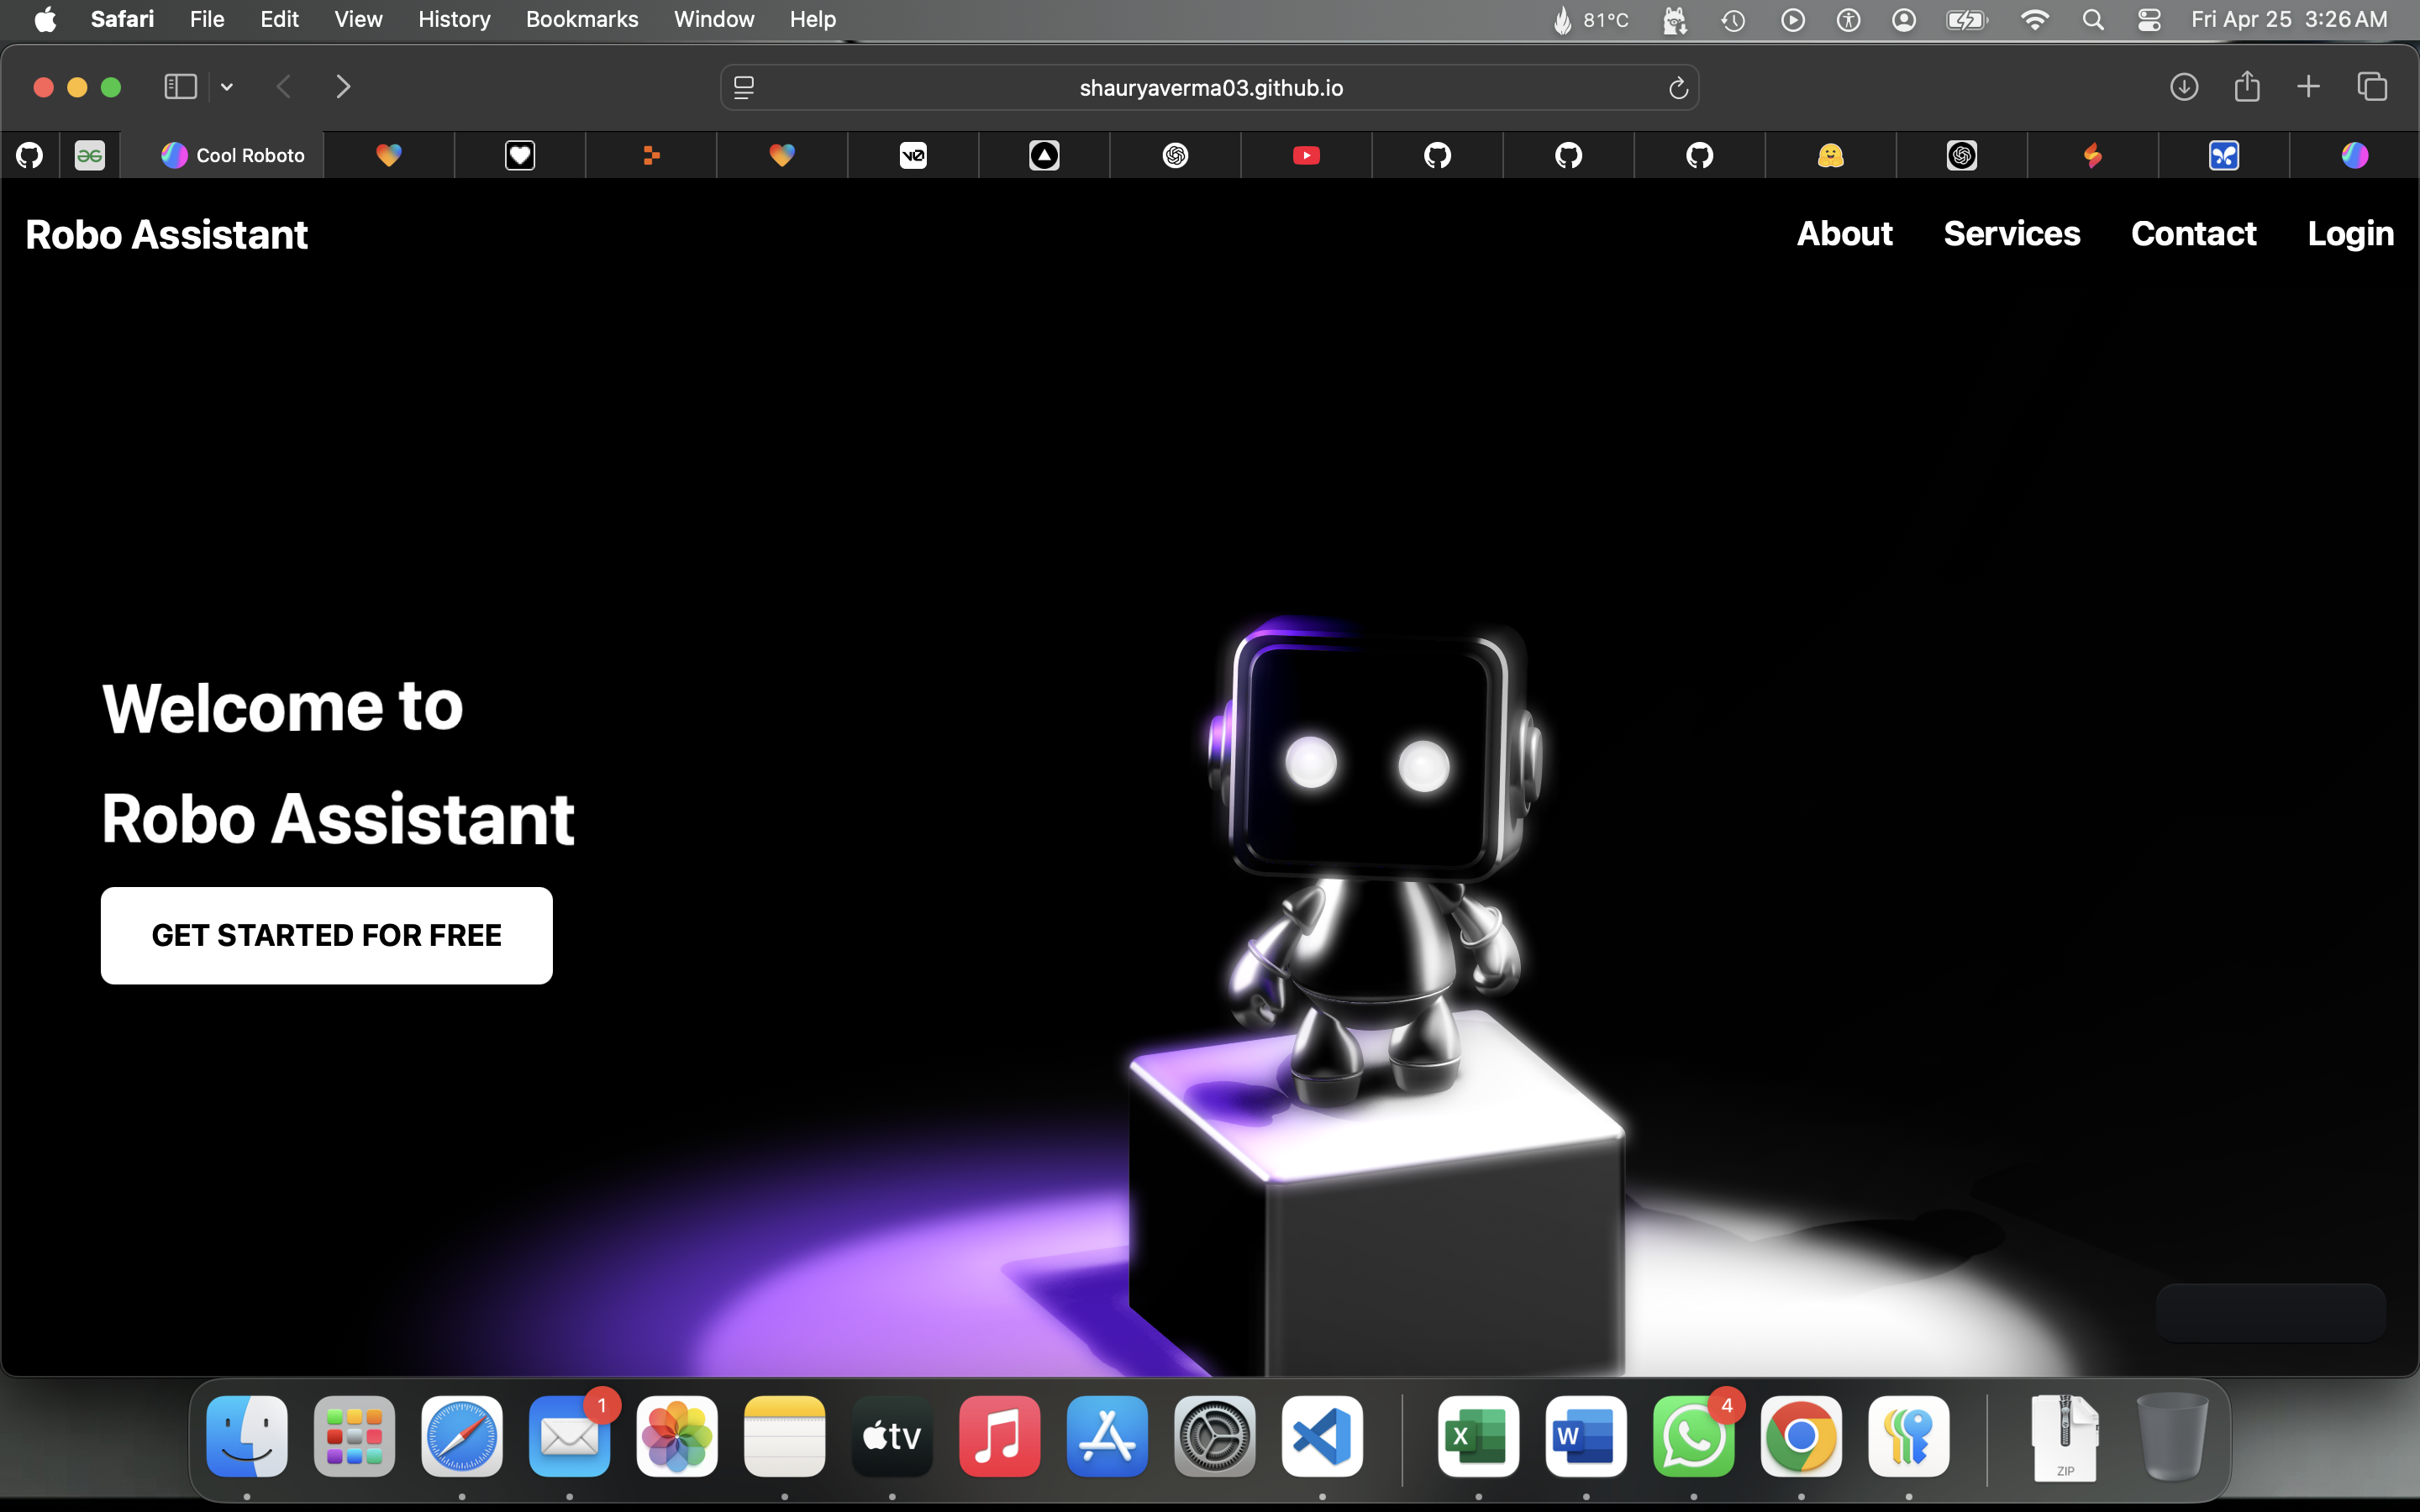 Safari File Edit View History Bookmarks Window Help 81°C Fri Apr 25 3:26 AM
shauryaverma03.github.io
Cool Roboto v0
Robo Assistant About Services Contact Login
Welcome to
Robo Assistant
GET STARTED FOR FREE
1 4
tv X W
ZIP